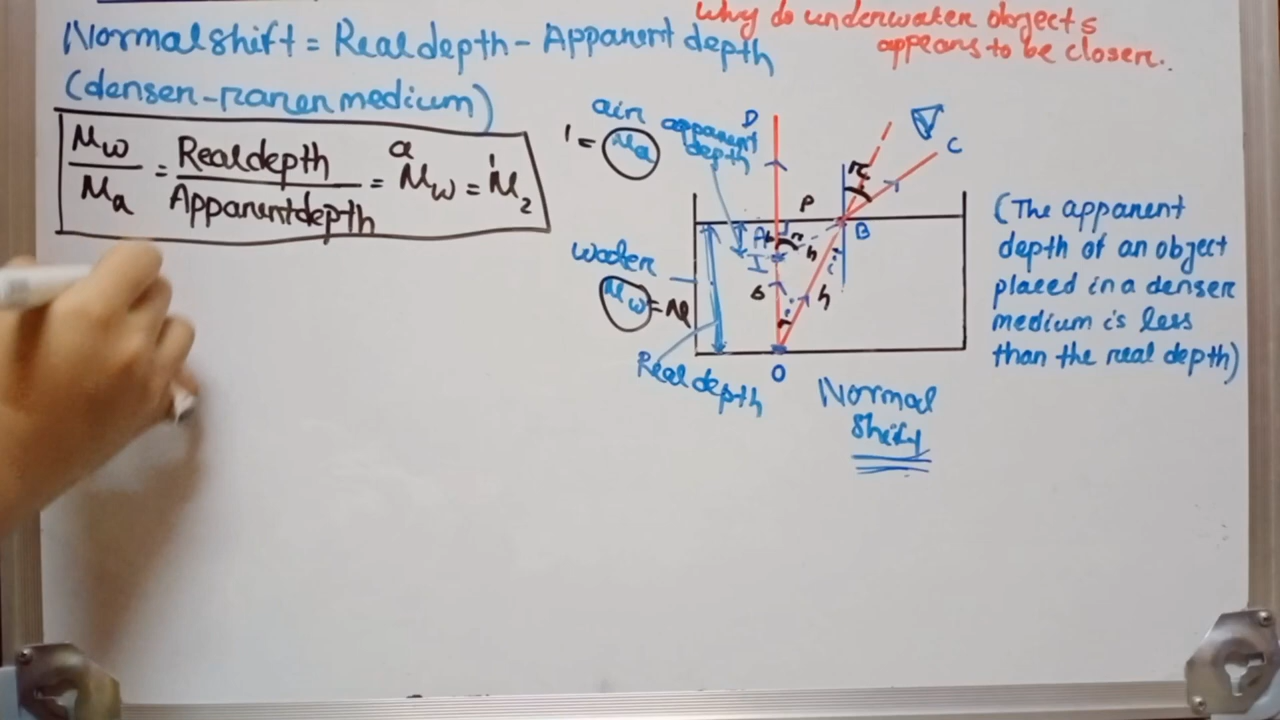 Why do underwater objects
appears to be closer.
Normal shift = Real depth - Apparent depth
(denser-rarer medium)
μw/μa = Real depth/Apparent depth = ᵃμw = ¹μ₂
air
1 = μa
apparent
depth
D
C
P
r
B
A
r
I
i
b
h
i
O
water
μw = μ
Real depth
Normal
Shift
(The apparent
depth of an object
placed in a denser
medium is less
than the real depth)